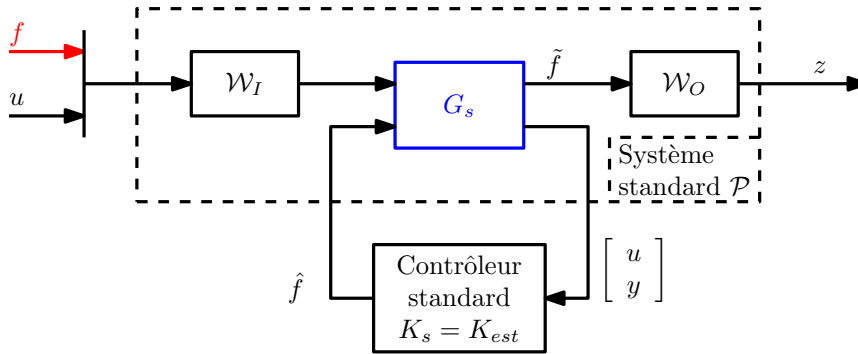 f
u
𝒲_I
G_s
f̃
𝒲_O
z
Système
standard 𝒫
f̂
Contrôleur
standard
K_s = K_est
[ u
y ]